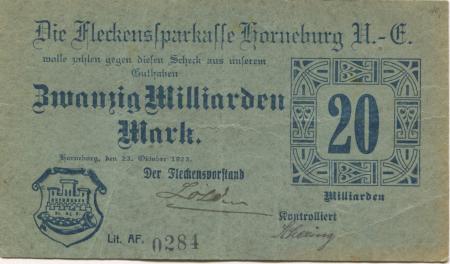 Die Fleckenssparkasse Horneburg U.-E.
wolle zahlen gegen diesen Scheck aus unserem
Guthaben
Zwanzig Milliarden
Mark.
20
Milliarden
Horneburg, den 23. Oktober 1923.
Der Fleckensvorstand
Kontrolliert
Lit. AF. 0284